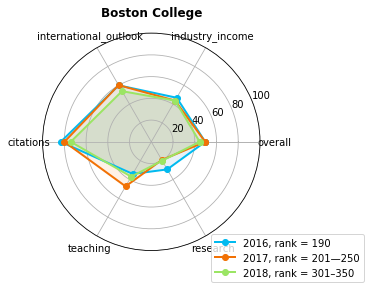 Boston College
international_outlook
industry_income
100
80
60
40
20
citations
overall
teaching
research
2016, rank = 190
2017, rank = 201—250
2018, rank = 301–350